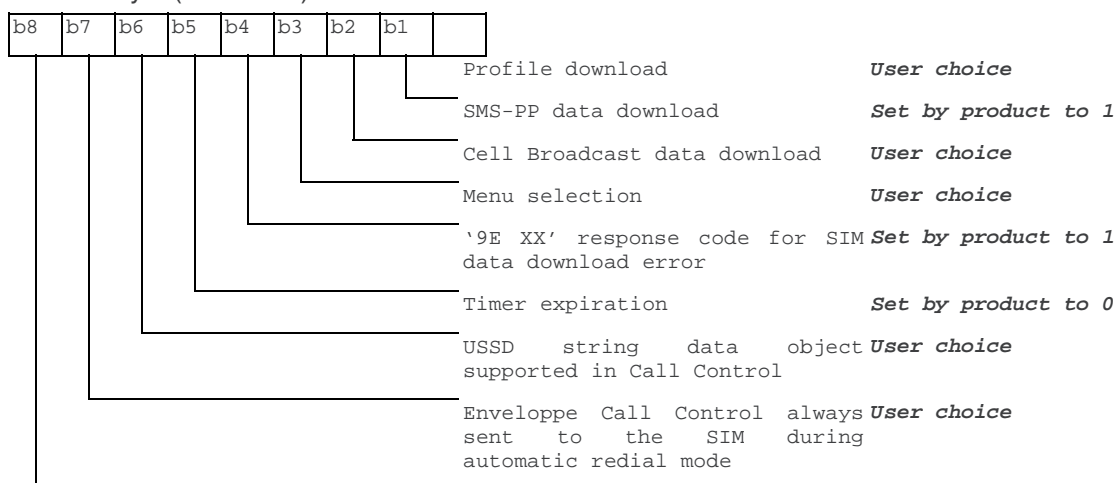 b8 b7 b6 b5 b4 b3 b2 b1
Profile download User choice
SMS-PP data download Set by product to 1
Cell Broadcast data download User choice
Menu selection User choice
‘9E XX’ response code for SIM Set by product to 1
data download error
Timer expiration Set by product to 0
USSD string data object User choice
supported in Call Control
Enveloppe Call Control always User choice
sent to the SIM during
automatic redial mode